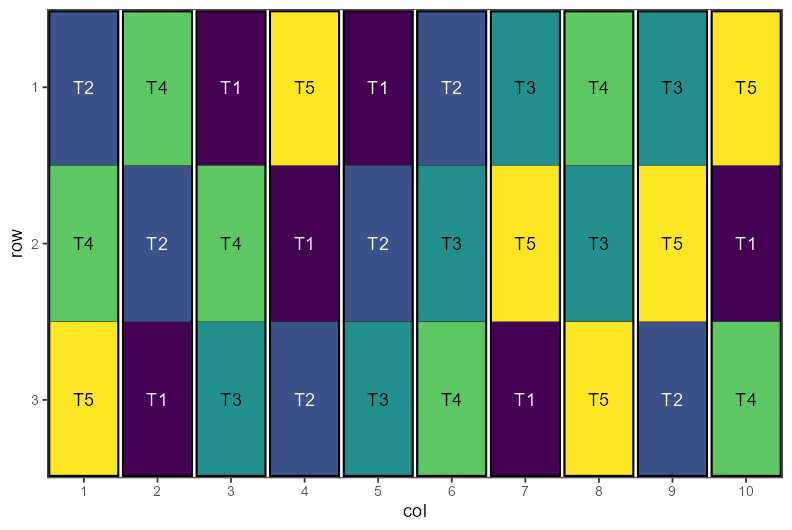 1 T2 T4 T1 T5 T1 T2 T3 T4 T3 T5
row 2 T4 T2 T4 T1 T2 T3 T5 T3 T5 T1
3 T5 T1 T3 T2 T3 T4 T1 T5 T2 T4
1 2 3 4 5 6 7 8 9 10
col